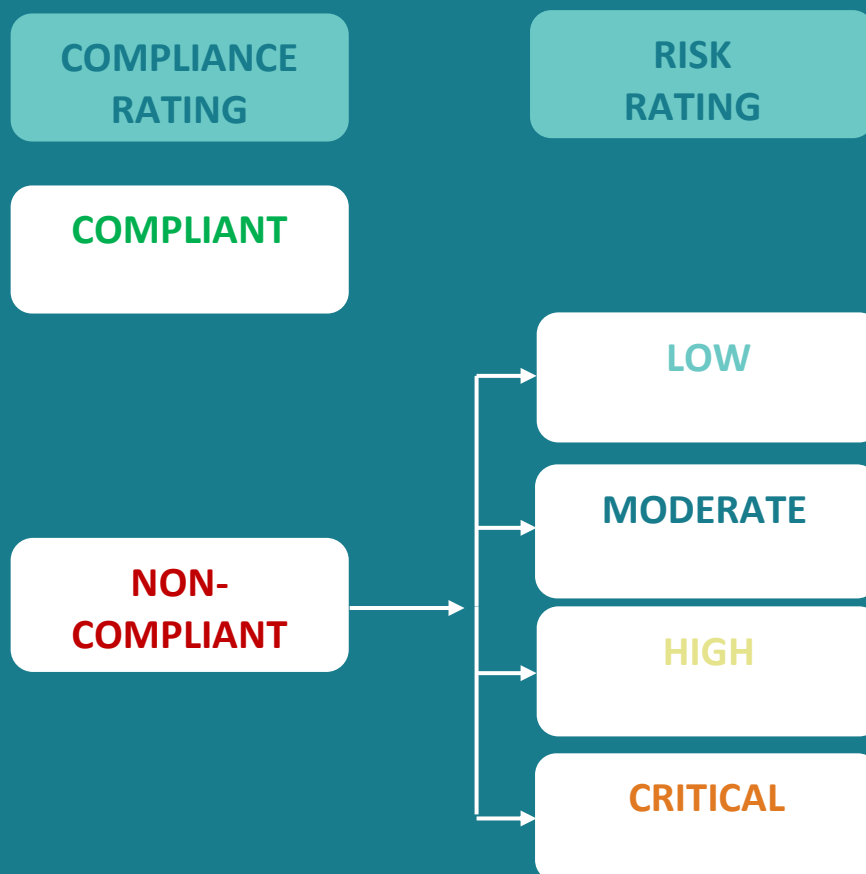 COMPLIANCE
RATING
RISK
RATING
COMPLIANT
LOW
MODERATE
NON-
COMPLIANT
HIGH
CRITICAL